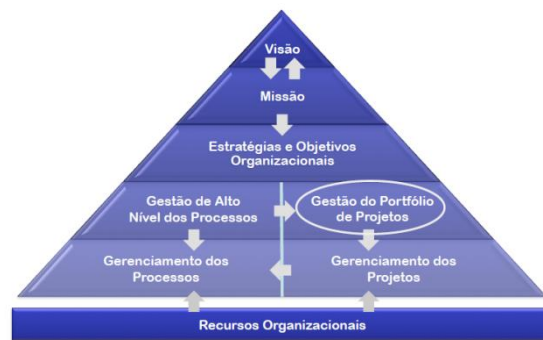 Visão
Missão
Estratégias e Objetivos
Organizacionais
Gestão de Alto
Nível dos Processos
Gestão do Portfólio
de Projetos
Gerenciamento dos
Processos
Gerenciamento dos
Projetos
Recursos Organizacionais